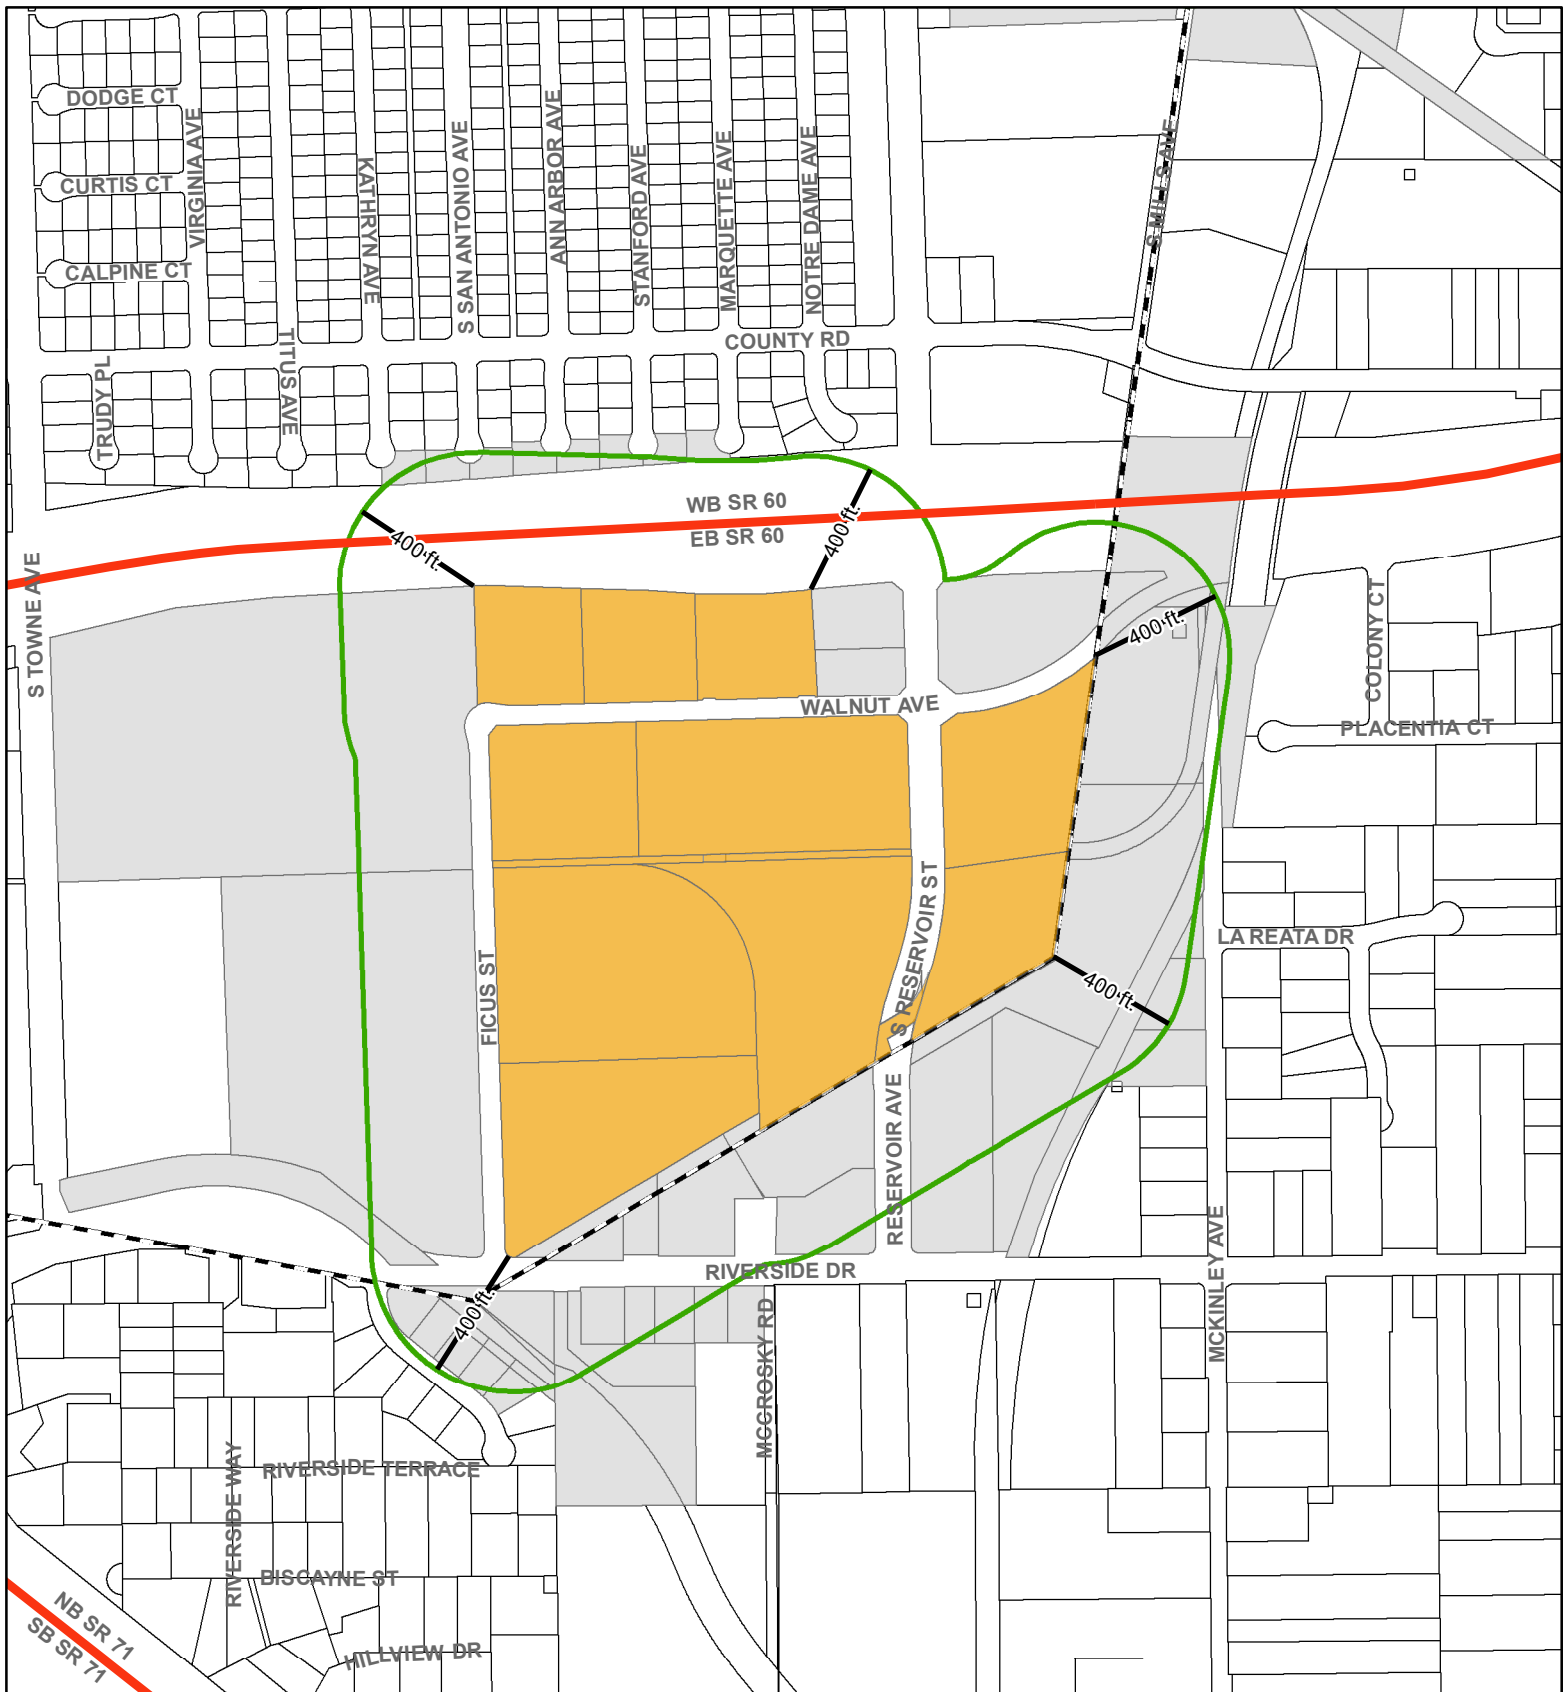 DODGE CT
CURTIS CT
CALPINE CT
VIRGINIA AVE
KATHRYN AVE
S SAN ANTONIO AVE
ANN ARBOR AVE
STANFORD AVE
MARQUETTE AVE
NOTRE DAME AVE
S MILLS AVE
COUNTY RD
TRUDY PL
TITUS AVE
WB SR 60
EB SR 60
400 ft.
400 ft.
S TOWNE AVE
400 ft.
COLONY CT
WALNUT AVE
PLACENTIA CT
S RESERVOIR ST
LA REATA DR
FICUS ST
400 ft.
RESERVOIR AVE
RIVERSIDE DR
MCKINLEY AVE
400 ft.
MCCROSKY RD
RIVERSIDE TERRACE
RIVERSIDE WAY
BISCAYNE ST
NB SR 71
SB SR 71
HILLVIEW DR